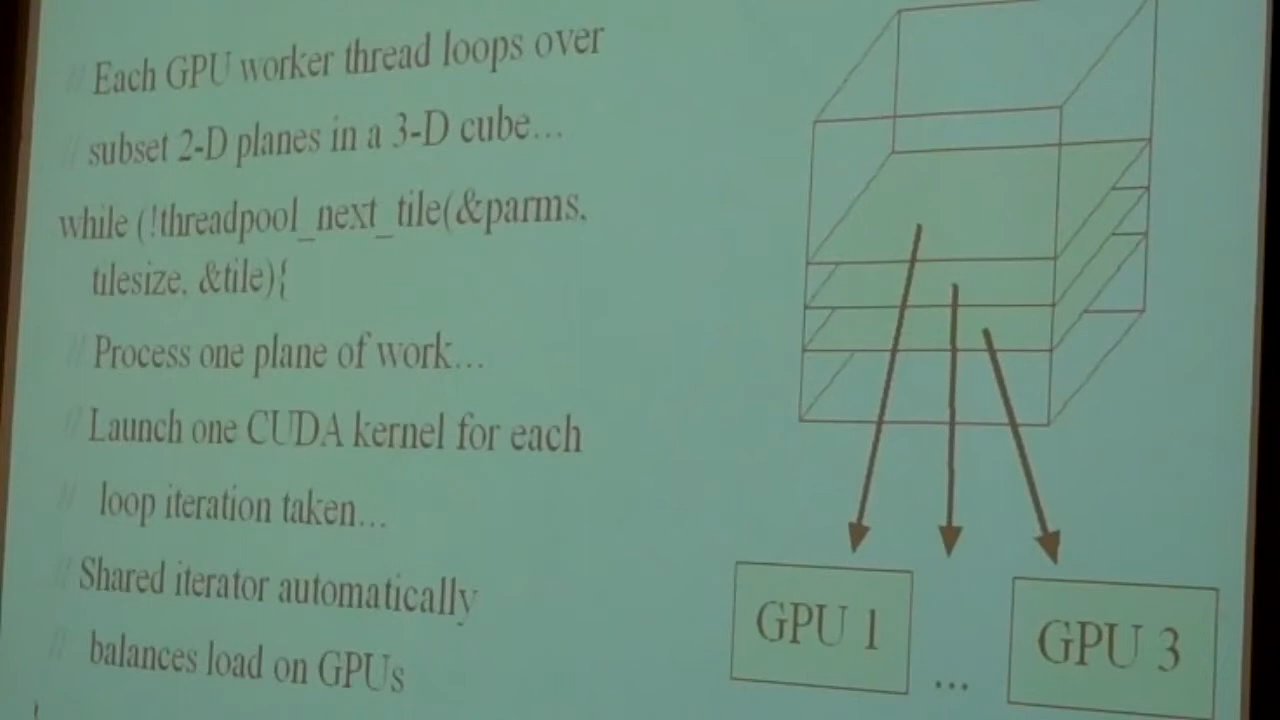 // Each GPU worker thread loops over
// subset 2-D planes in a 3-D cube…
while (!threadpool_next_tile(&parms,
tilesize, &tile){
// Process one plane of work…
// Launch one CUDA kernel for each
// loop iteration taken…
// Shared iterator automatically
// balances load on GPUs
}
GPU 1
...
GPU 3